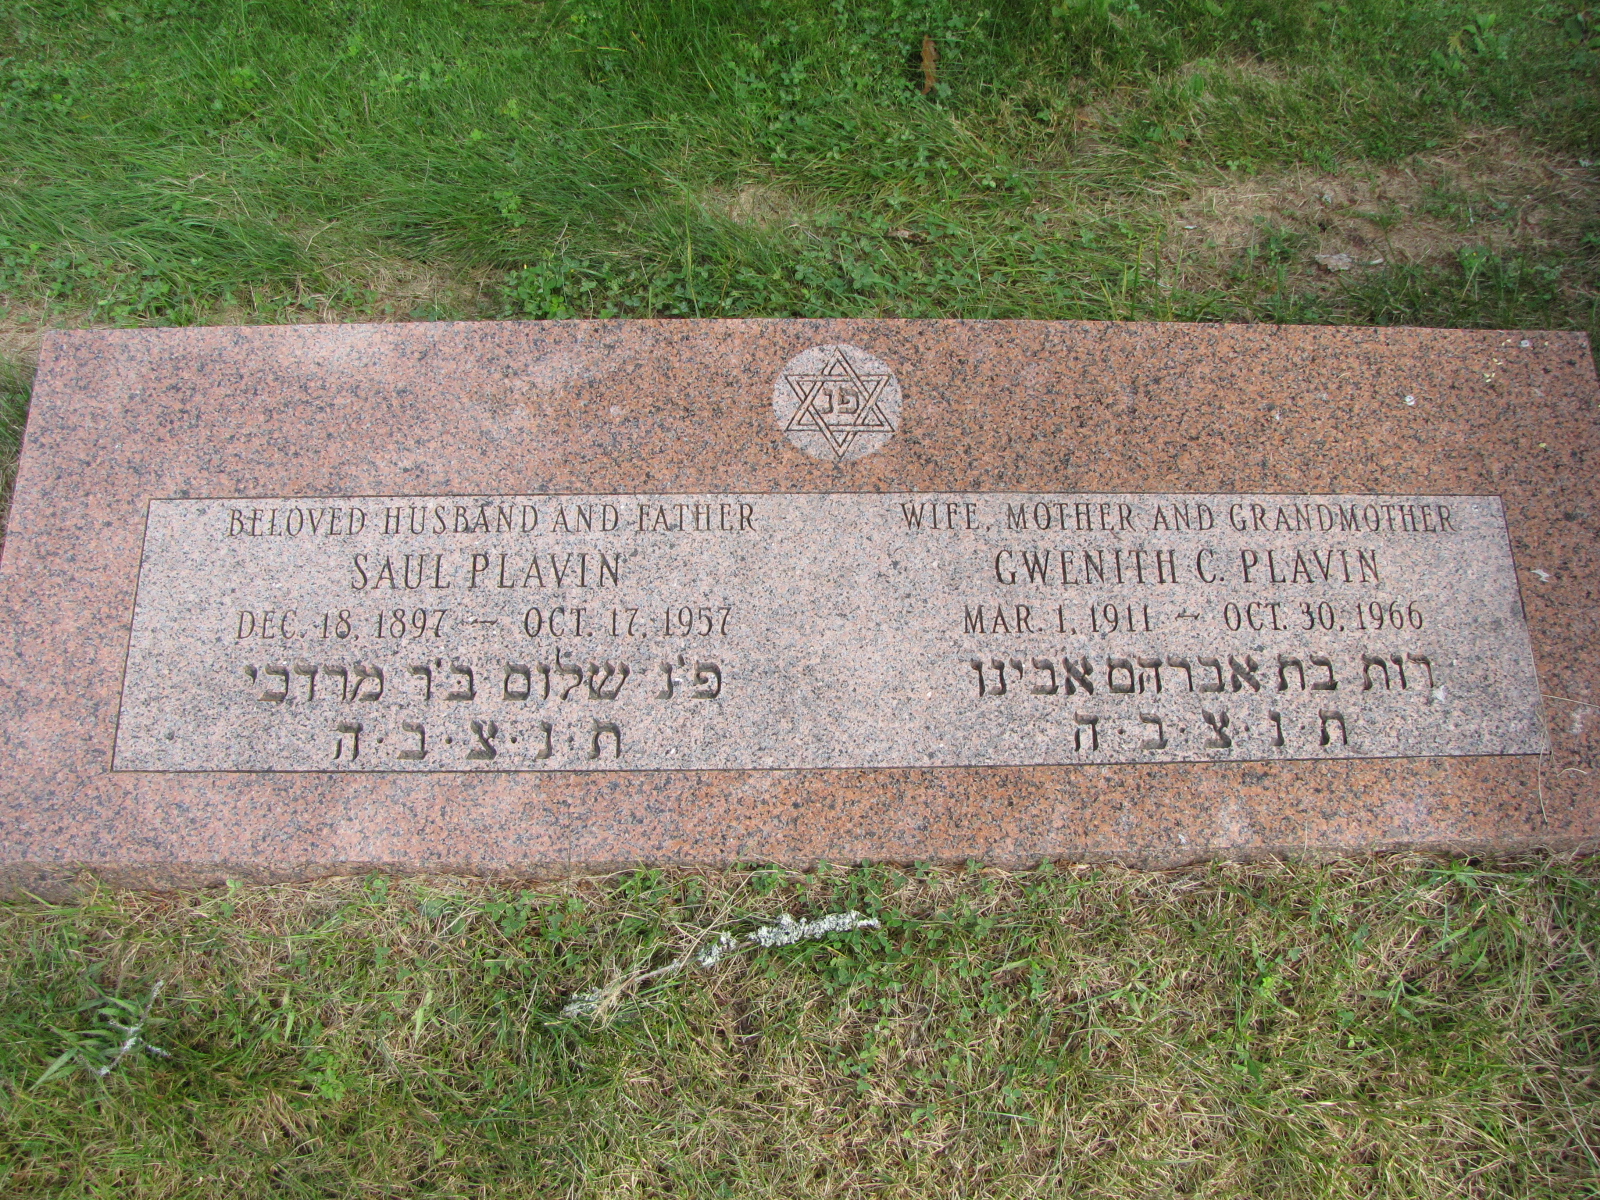 פנ
BELOVED HUSBAND AND FATHER
SAUL PLAVIN
DEC. 18, 1897 – OCT. 17, 1957
פ'נ שלום ב'ר מרדכי
ת·נ·צ·ב·ה
WIFE, MOTHER AND GRANDMOTHER
GWENITH C. PLAVIN
MAR. 1, 1911 – OCT. 30, 1966
רות בת אברהם אבינו
ת·נ·צ·ב·ה